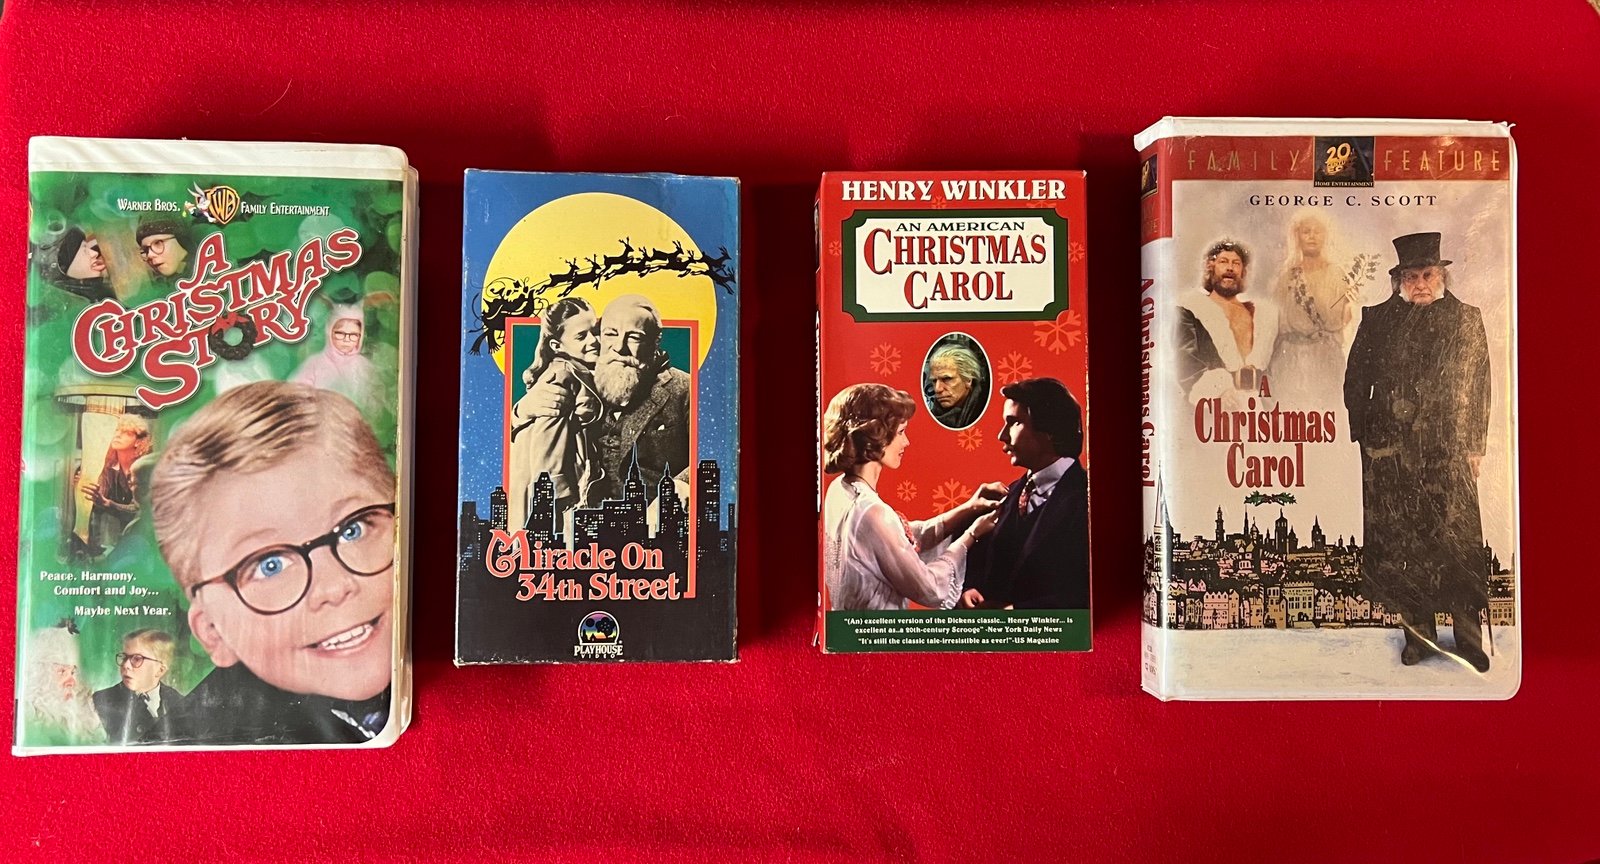 WARNER BROS. WB FAMILY ENTERTAINMENT
A
CHRISTMAS
STORY
Peace. Harmony.
Comfort and Joy...
Maybe Next Year.
Miracle On
34th Street
PLAYHOUSE
VIDEO
HENRY WINKLER
AN AMERICAN
CHRISTMAS
CAROL
"(An) excellent version of the Dickens classic... Henry Winkler... is
excellent as..a 20th-century Scrooge" -New York Daily News
"It's still the classic tale-irresistible as ever!"-US Magazine
FAMILY 20 FEATURE
HOME ENTERTAINMENT
GEORGE C. SCOTT
A
Christmas
Carol
A Christmas Carol